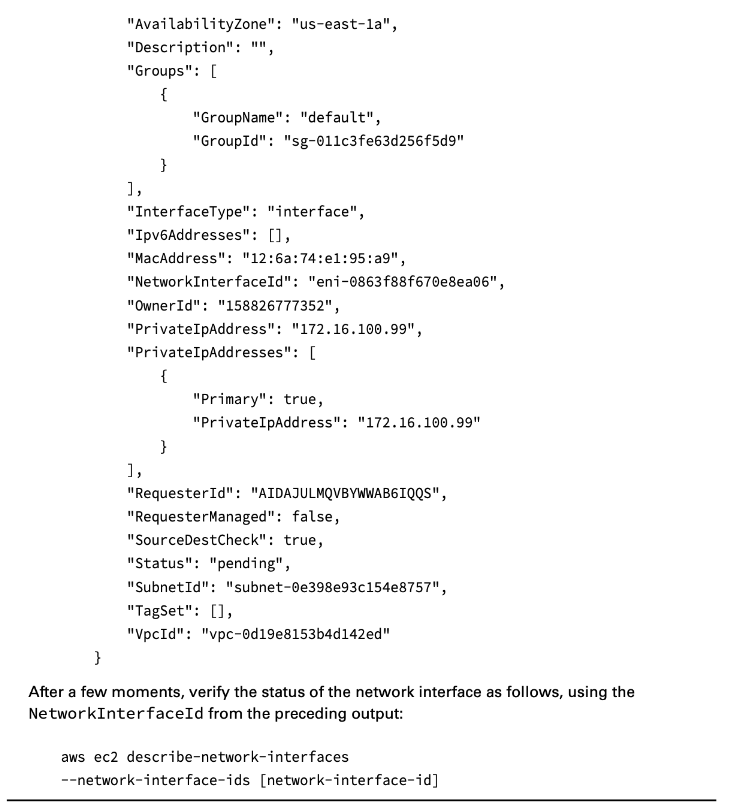 "AvailabilityZone": "us-east-1a",
"Description": "",
"Groups": [
{
"GroupName": "default",
"GroupId": "sg-011c3fe63d256f5d9"
}
],
"InterfaceType": "interface",
"Ipv6Addresses": [],
"MacAddress": "12:6a:74:e1:95:a9",
"NetworkInterfaceId": "eni-0863f88f670e8ea06",
"OwnerId": "158826777352",
"PrivateIpAddress": "172.16.100.99",
"PrivateIpAddresses": [
{
"Primary": true,
"PrivateIpAddress": "172.16.100.99"
}
],
"RequesterId": "AIDAJULMQVBYWWAB6IQQS",
"RequesterManaged": false,
"SourceDestCheck": true,
"Status": "pending",
"SubnetId": "subnet-0e398e93c154e8757",
"TagSet": [],
"VpcId": "vpc-0d19e8153b4d142ed"
}
After a few moments, verify the status of the network interface as follows, using the
NetworkInterfaceId from the preceding output:
aws ec2 describe-network-interfaces
--network-interface-ids [network-interface-id]